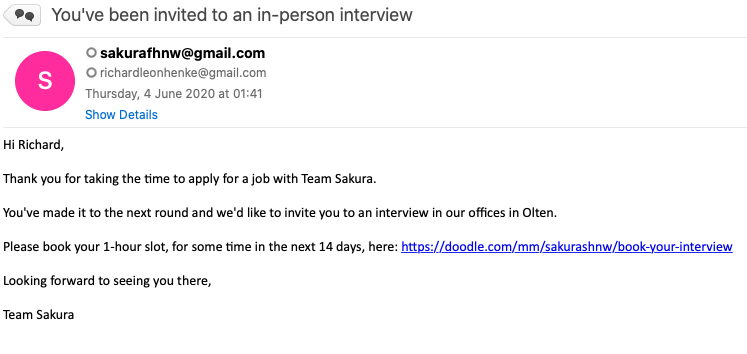 You've been invited to an in-person interview
S
sakurafhnw@gmail.com
richardleonhenke@gmail.com
Thursday, 4 June 2020 at 01:41
Show Details
Hi Richard,
Thank you for taking the time to apply for a job with Team Sakura.
You've made it to the next round and we'd like to invite you to an interview in our offices in Olten.
Please book your 1-hour slot, for some time in the next 14 days, here: https://doodle.com/mm/sakurashnw/book-your-interview
Looking forward to seeing you there,
Team Sakura